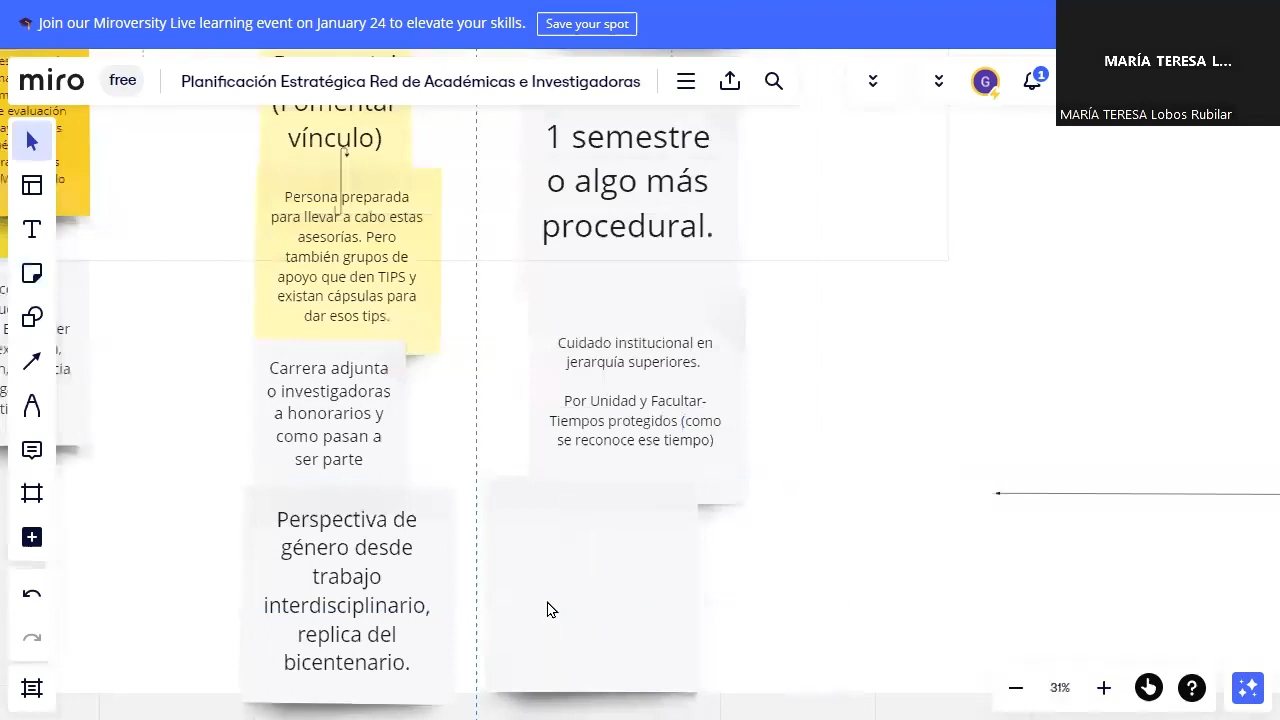 Join our Miroversity Live learning event on January 24 to elevate your skills. Save your spot
MARÍA TERESA L...
MARÍA TERESA Lobos Rubilar
miro free Planificación Estratégica Red de Académicas e Investigadoras
G
1
e evaluación
(Fomentar
vínculo)
Persona preparada
para llevar a cabo estas
asesorías. Pero
también grupos de
apoyo que den TIPS y
existan cápsulas para
dar esos tips.
Carrera adjunta
o investigadoras
a honorarios y
como pasan a
ser parte
Perspectiva de
género desde
trabajo
interdisciplinario,
replica del
bicentenario.
1 semestre
o algo más
procedural.
Cuidado institucional en
jerarquía superiores.
Por Unidad y Facultar-
Tiempos protegidos (como
se reconoce ese tiempo)
31%